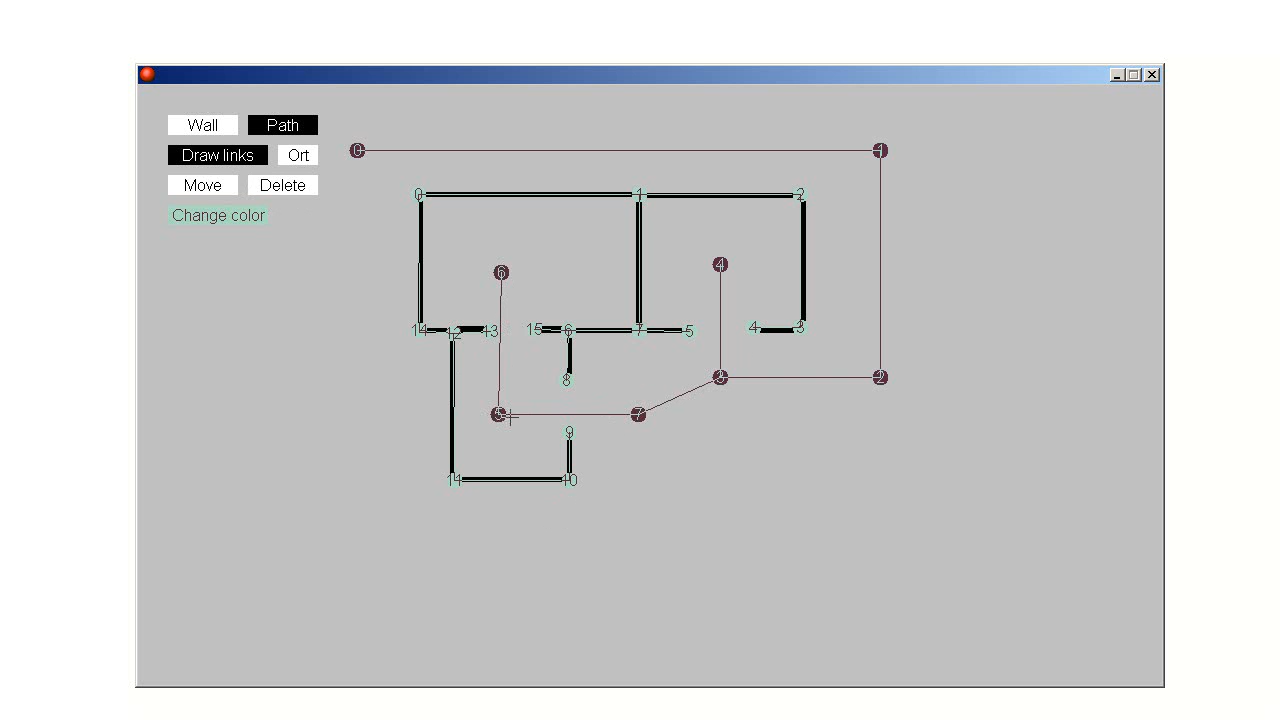 Wall Path
Draw links Ort
Move Delete
Change color
0 1
0 1 2
6 4
14 12 13 15 6 7 5 4 3
8 3 2
5 7
9
11 10